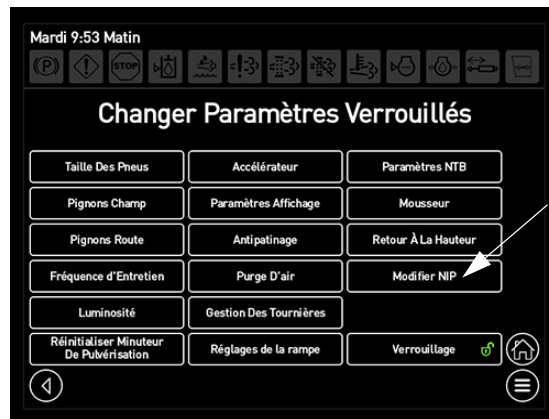 Mardi 9:53 Matin
(P) STOP
Changer Paramètres Verrouillés
Taille Des Pneus Accélérateur Paramètres NTB
Pignons Champ Paramètres Affichage Mousseur
Pignons Route Antipatinage Retour À La Hauteur
Fréquence d'Entretien Purge D'air Modifier NIP
Luminosité Gestion Des Tournières
Réinitialiser Minuteur
De Pulvérisation Réglages de la rampe Verrouillage